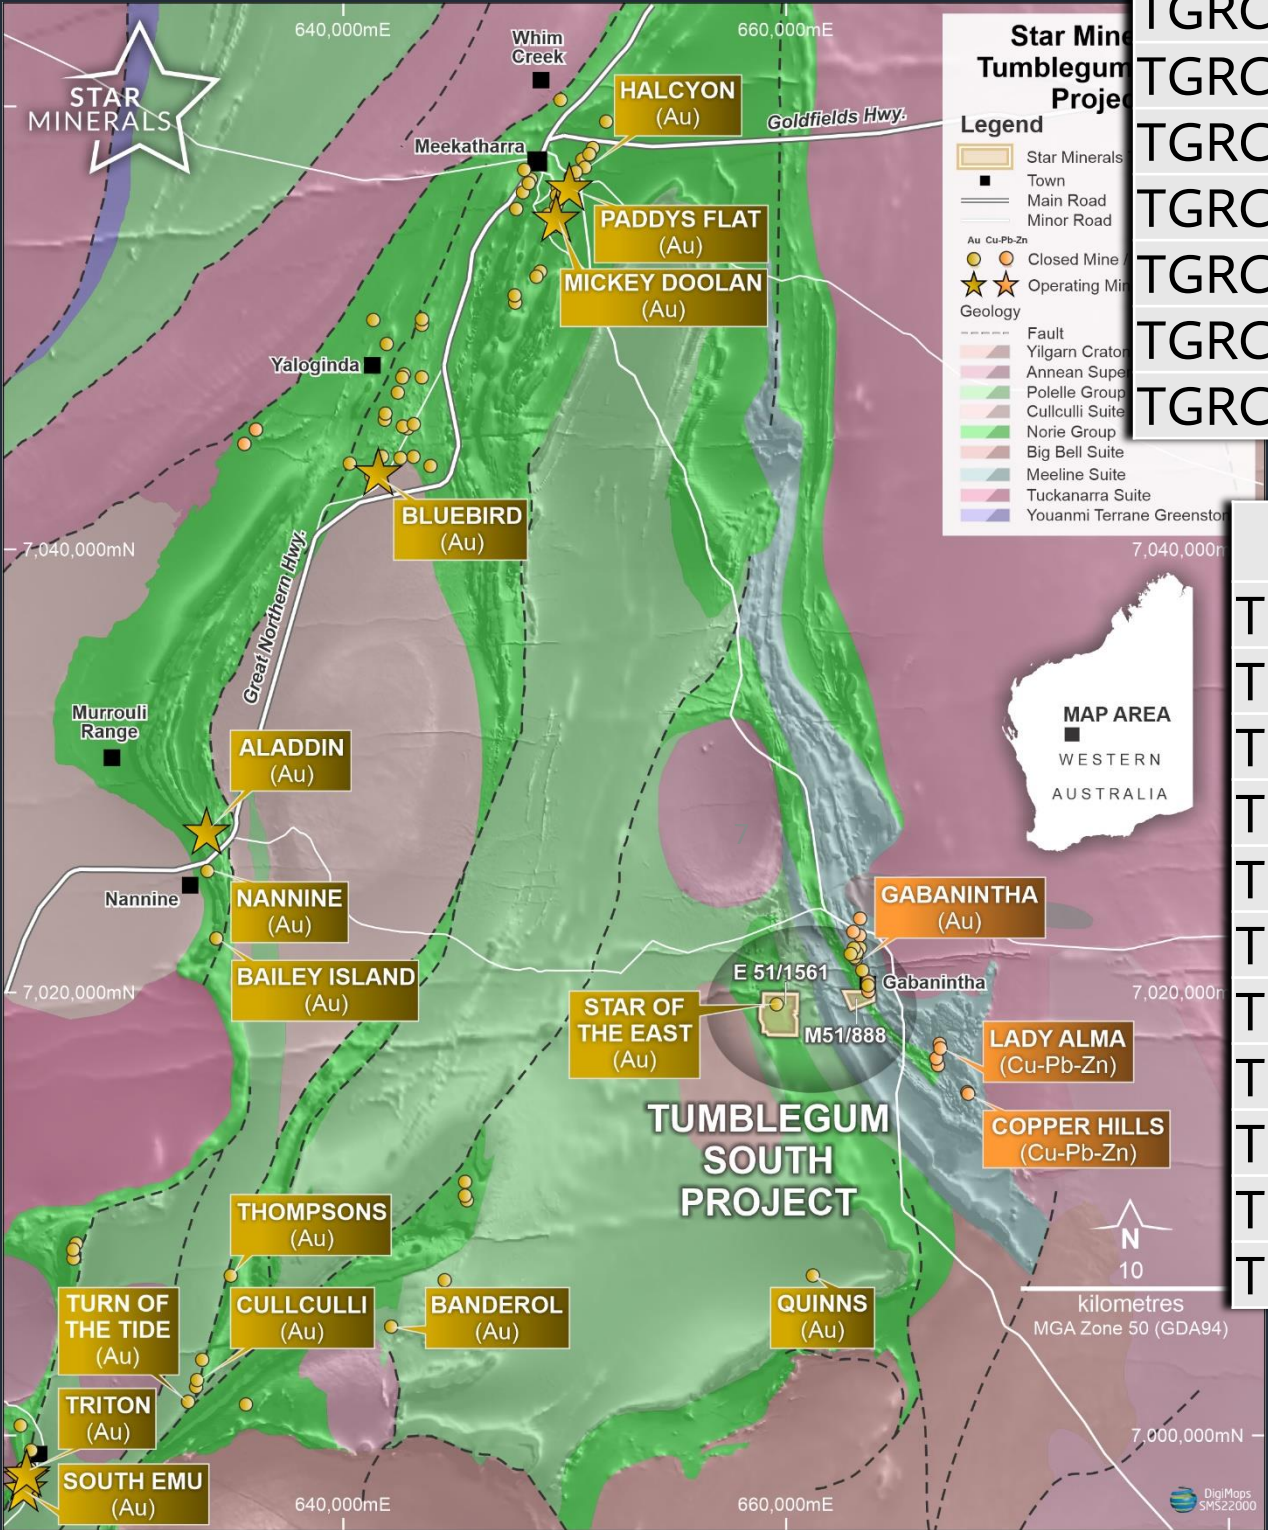 640,000mE
660,000mE
STAR
MINERALS
Whim
Creek
HALCYON
(Au)
Meekatharra
Goldfields Hwy.
PADDYS FLAT
(Au)
MICKEY DOOLAN
(Au)
Yaloginda
BLUEBIRD
(Au)
7,040,000mN
Great Northern Hwy.
Murrouli
Range
ALADDIN
(Au)
Nannine
NANNINE
(Au)
BAILEY ISLAND
(Au)
7,020,000mN
GABANINTHA
(Au)
E 51/1561
Gabanintha
STAR OF
THE EAST
(Au)
M51/888
LADY ALMA
(Cu-Pb-Zn)
COPPER HILLS
(Cu-Pb-Zn)
TUMBLEGUM
SOUTH
PROJECT
THOMPSONS
(Au)
TURN OF
THE TIDE
(Au)
CULLCULLI
(Au)
BANDEROL
(Au)
QUINNS
(Au)
TRITON
(Au)
SOUTH EMU
(Au)
640,000mE
660,000mE
Star Mine
Tumblegum
Projec
Legend
Star Minerals
Town
Main Road
Minor Road
Au Cu-Pb-Zn
Closed Mine /
Operating Min
Geology
Fault
Yilgarn Craton
Annean Super
Polelle Group
Cullculli Suite
Norie Group
Big Bell Suite
Meeline Suite
Tuckanarra Suite
Youanmi Terrane Greenston
7,040,000m
MAP AREA
WESTERN
AUSTRALIA
7,020,000m
N
10
kilometres
MGA Zone 50 (GDA94)
7,000,000mN
DigiMaps
SMS22000
TGRC
TGRC
TGRC
TGRC
TGRC
TGRC
TGRC
T
T
T
T
T
T
T
T
T
T
T